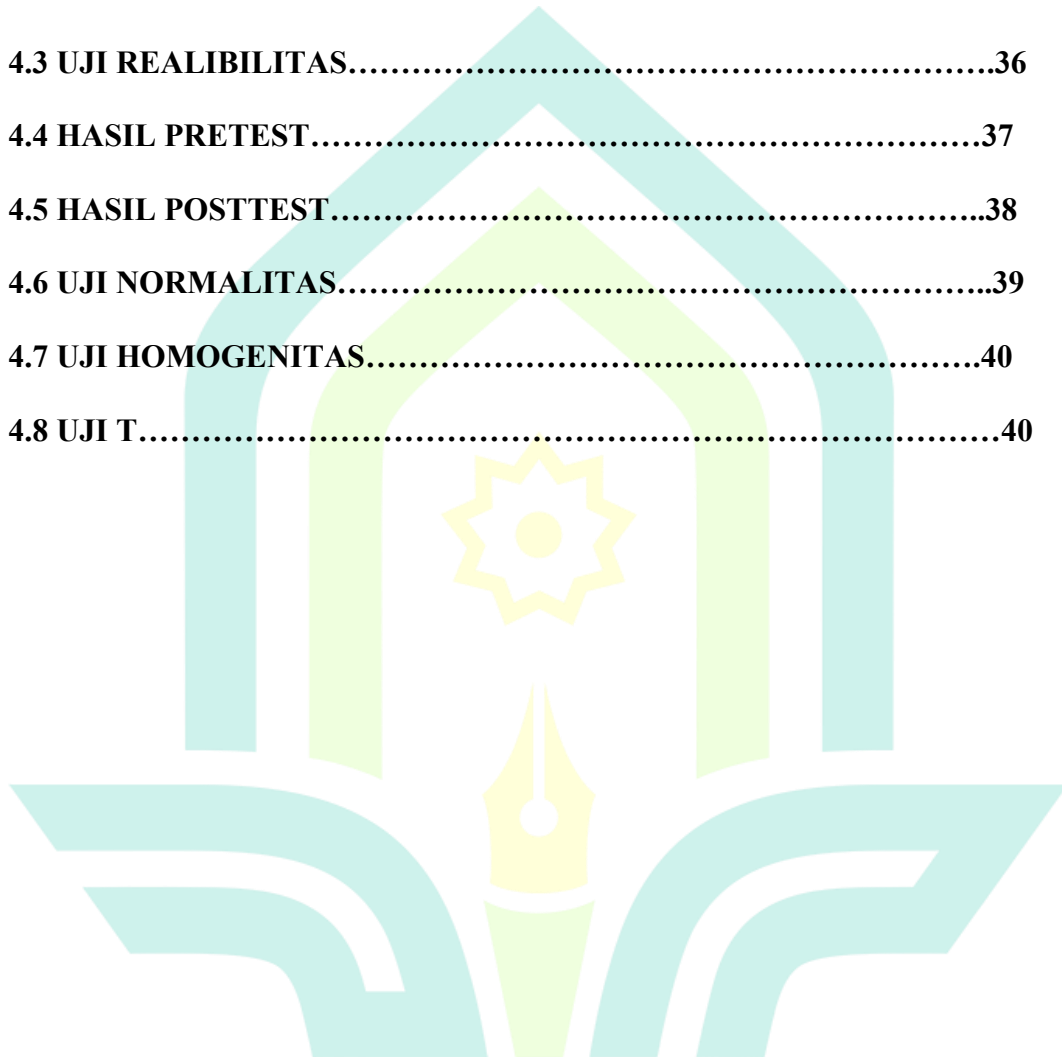 4.3 UJI REALIBILITAS……………………………………………………….36
4.4 HASIL PRETEST…………………………………………………………37
4.5 HASIL POSTTEST………………………………………………………..38
4.6 UJI NORMALITAS………………………………………………………..39
4.7 UJI HOMOGENITAS…………………………………………………….40
4.8 UJI T…………………………………………………………………………40